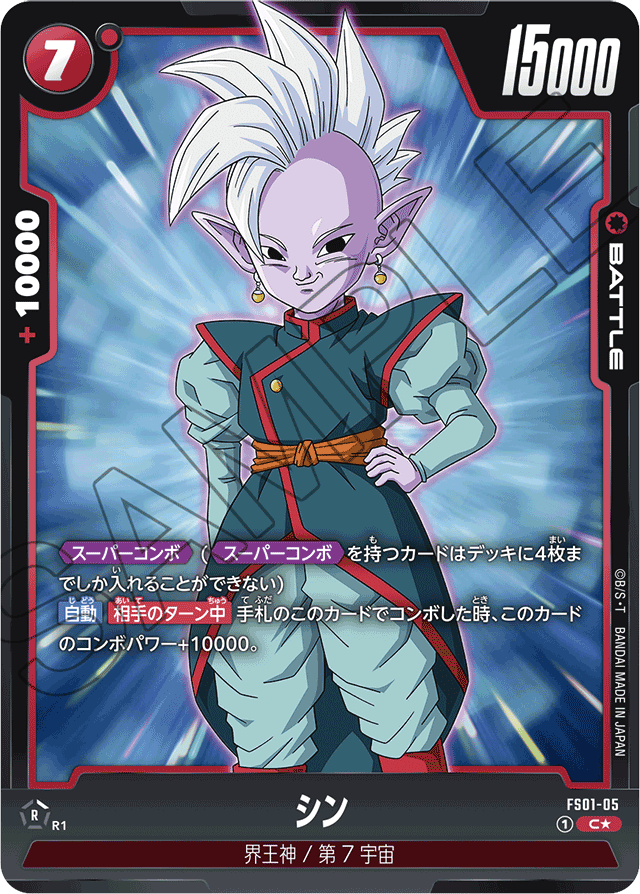 7
15000
+10000
BATTLE
スーパーコンボ ( スーパーコンボ を持つカードはデッキに4枚ま
でしか入れることができない)
自動 相手のターン中 手札のこのカードでコンボした時、このカード
のコンボパワー+10000。
©B/S・T BANDAI MADE IN JAPAN
SAMPLE
シン
R
R1
FS01-05
1 C★
界王神 / 第7宇宙